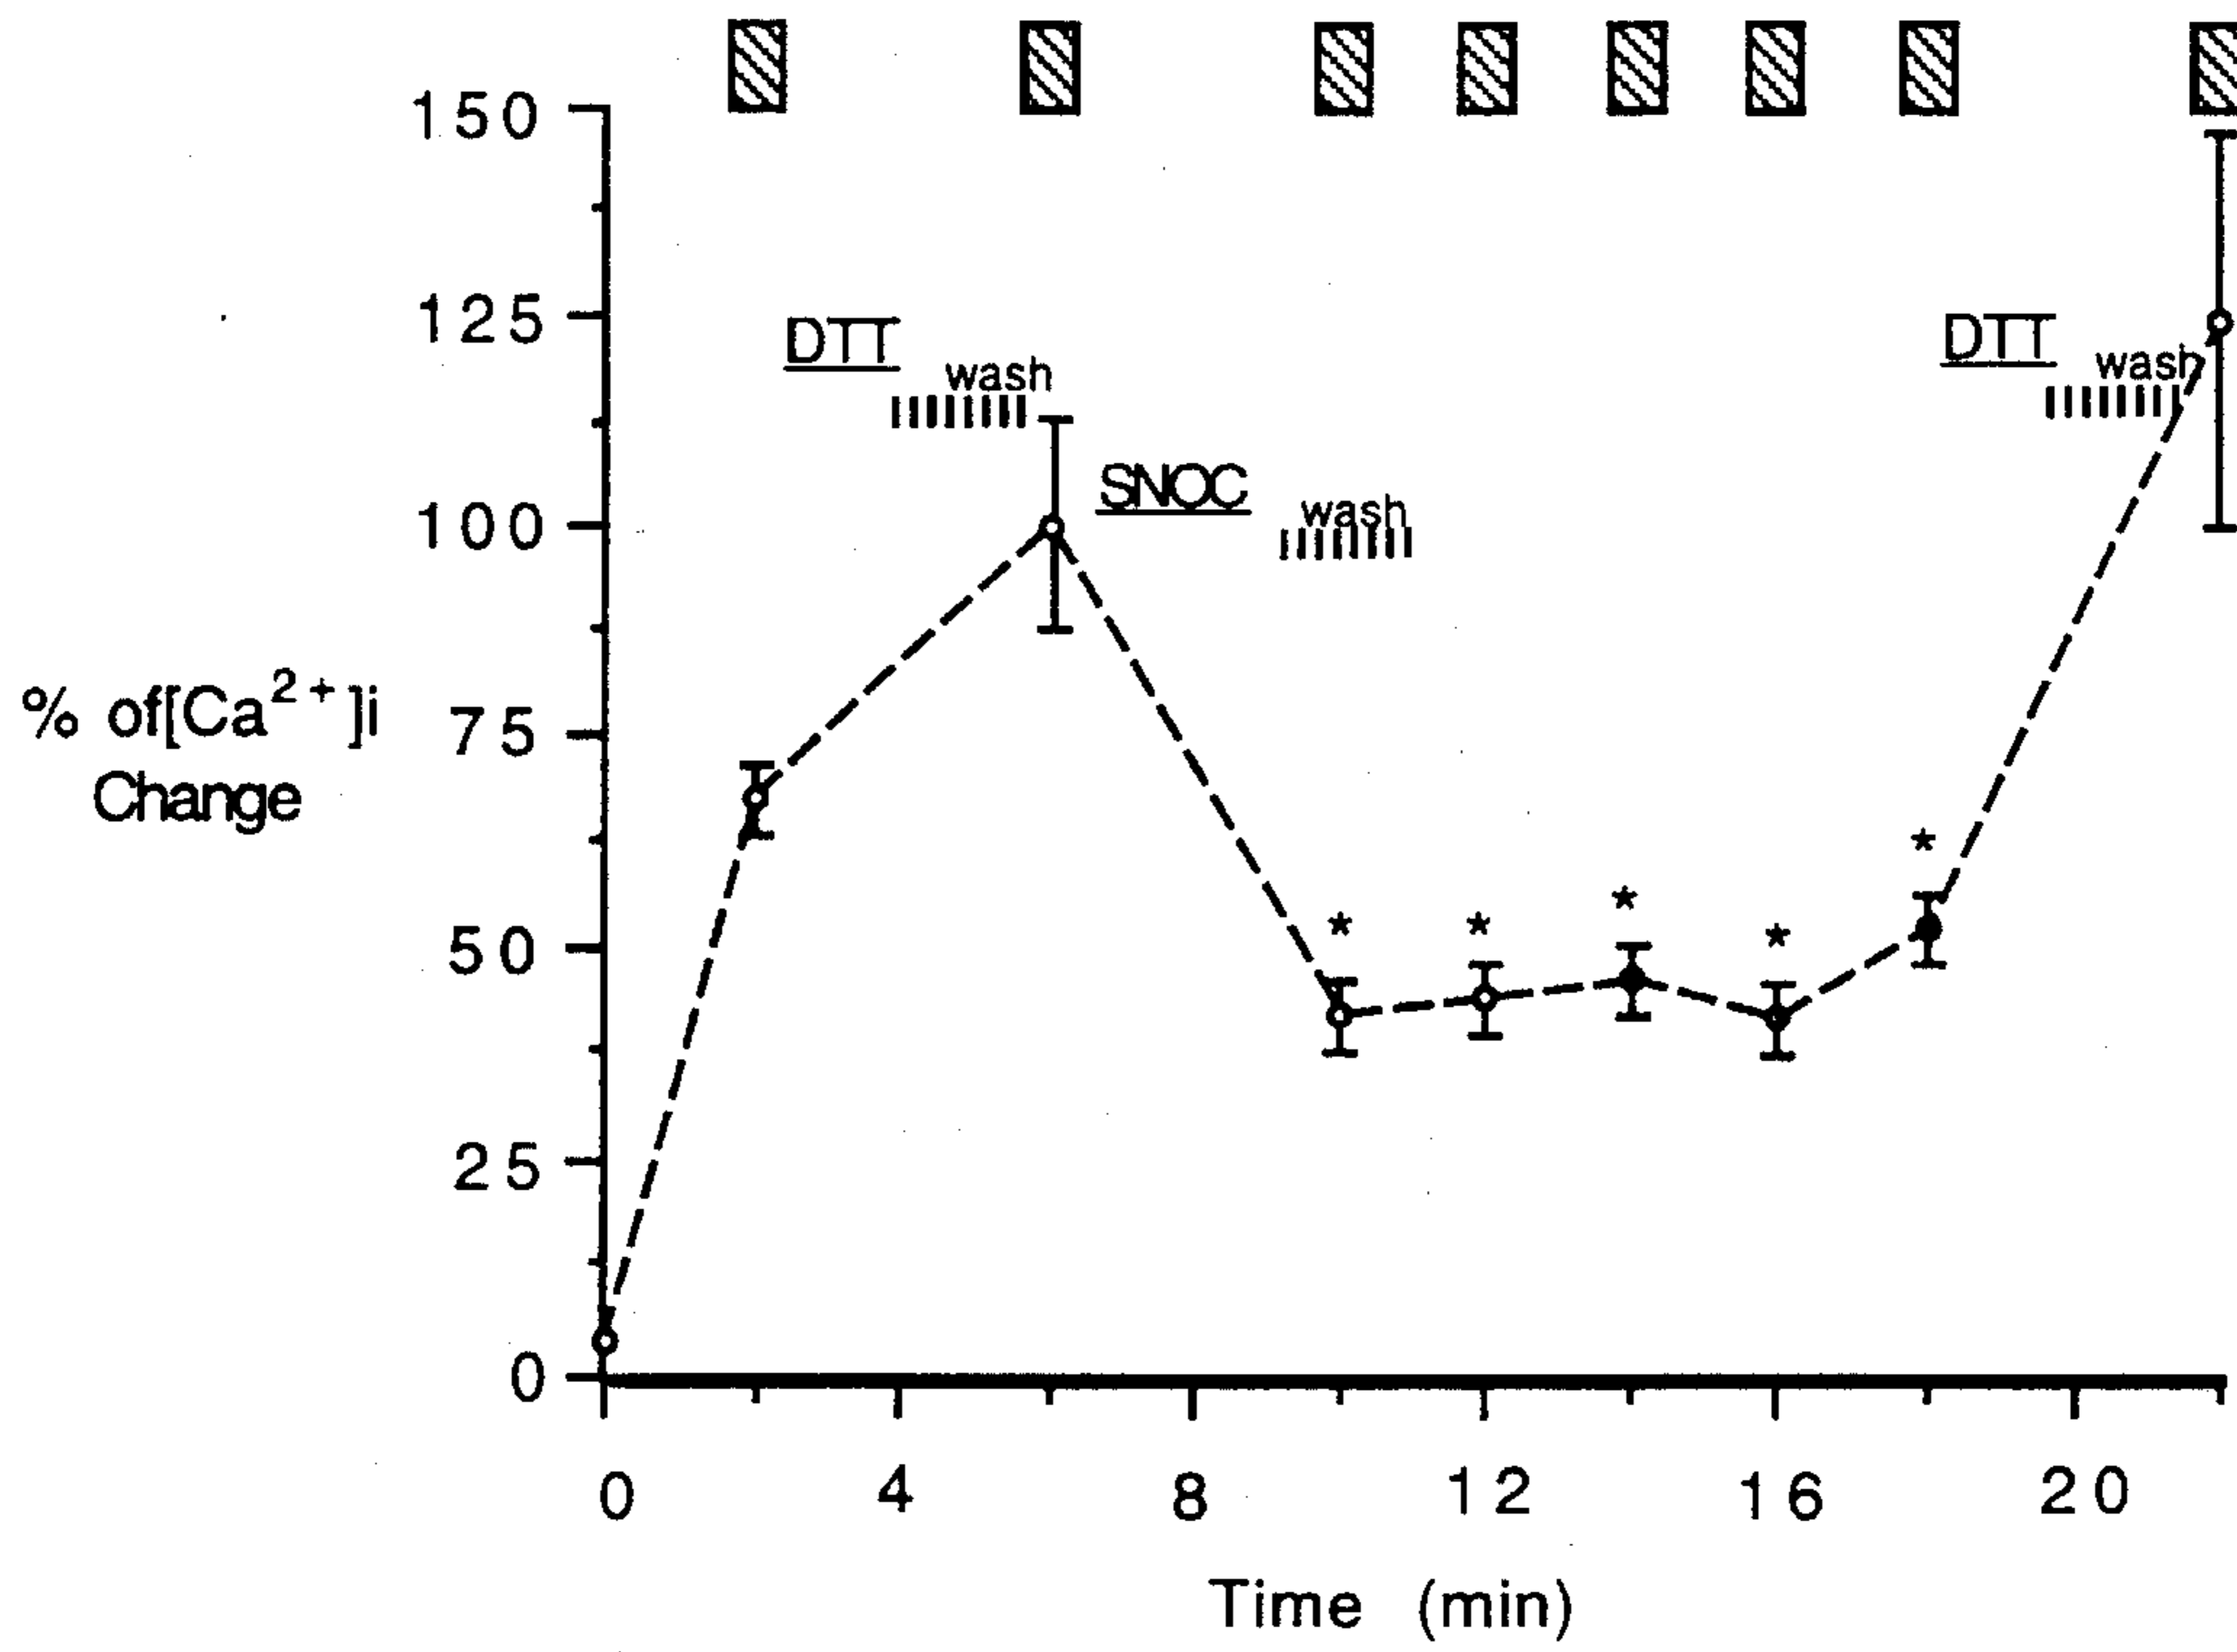 150
125
DTT
wash
DTT
wash
100
SNOC
wash
% of[Ca²⁺]i
Change
75
*
*
*
*
*
50
25
0
0 4 8 12 16 20
Time (min)